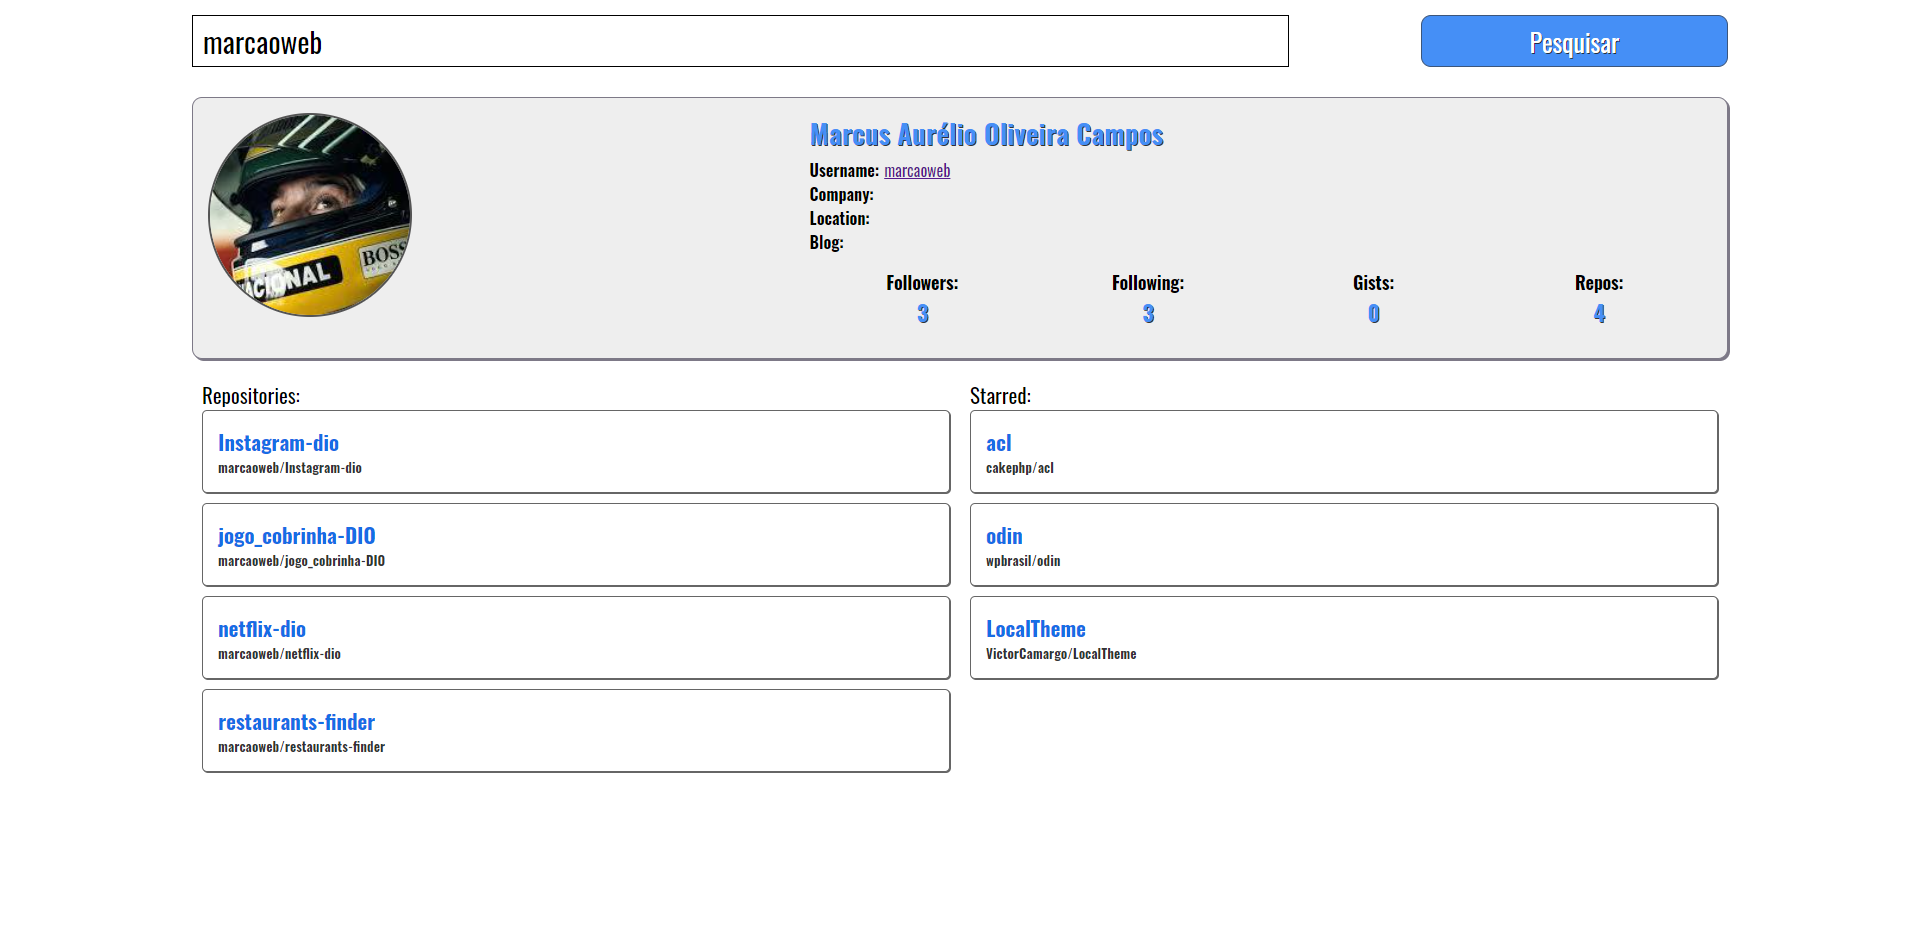 marcaoweb
Pesquisar
Marcus Aurélio Oliveira Campos
Username: marcaoweb
Company:
Location:
Blog:
Followers: Following: Gists: Repos:
3 3 0 4
BOSS
ACIONAL
Repositories:
Instagram-dio
marcaoweb/Instagram-dio
jogo_cobrinha-DIO
marcaoweb/jogo_cobrinha-DIO
netflix-dio
marcaoweb/netflix-dio
restaurants-finder
marcaoweb/restaurants-finder
Starred:
acl
cakephp/acl
odin
wpbrasil/odin
LocalTheme
VictorCamargo/LocalTheme